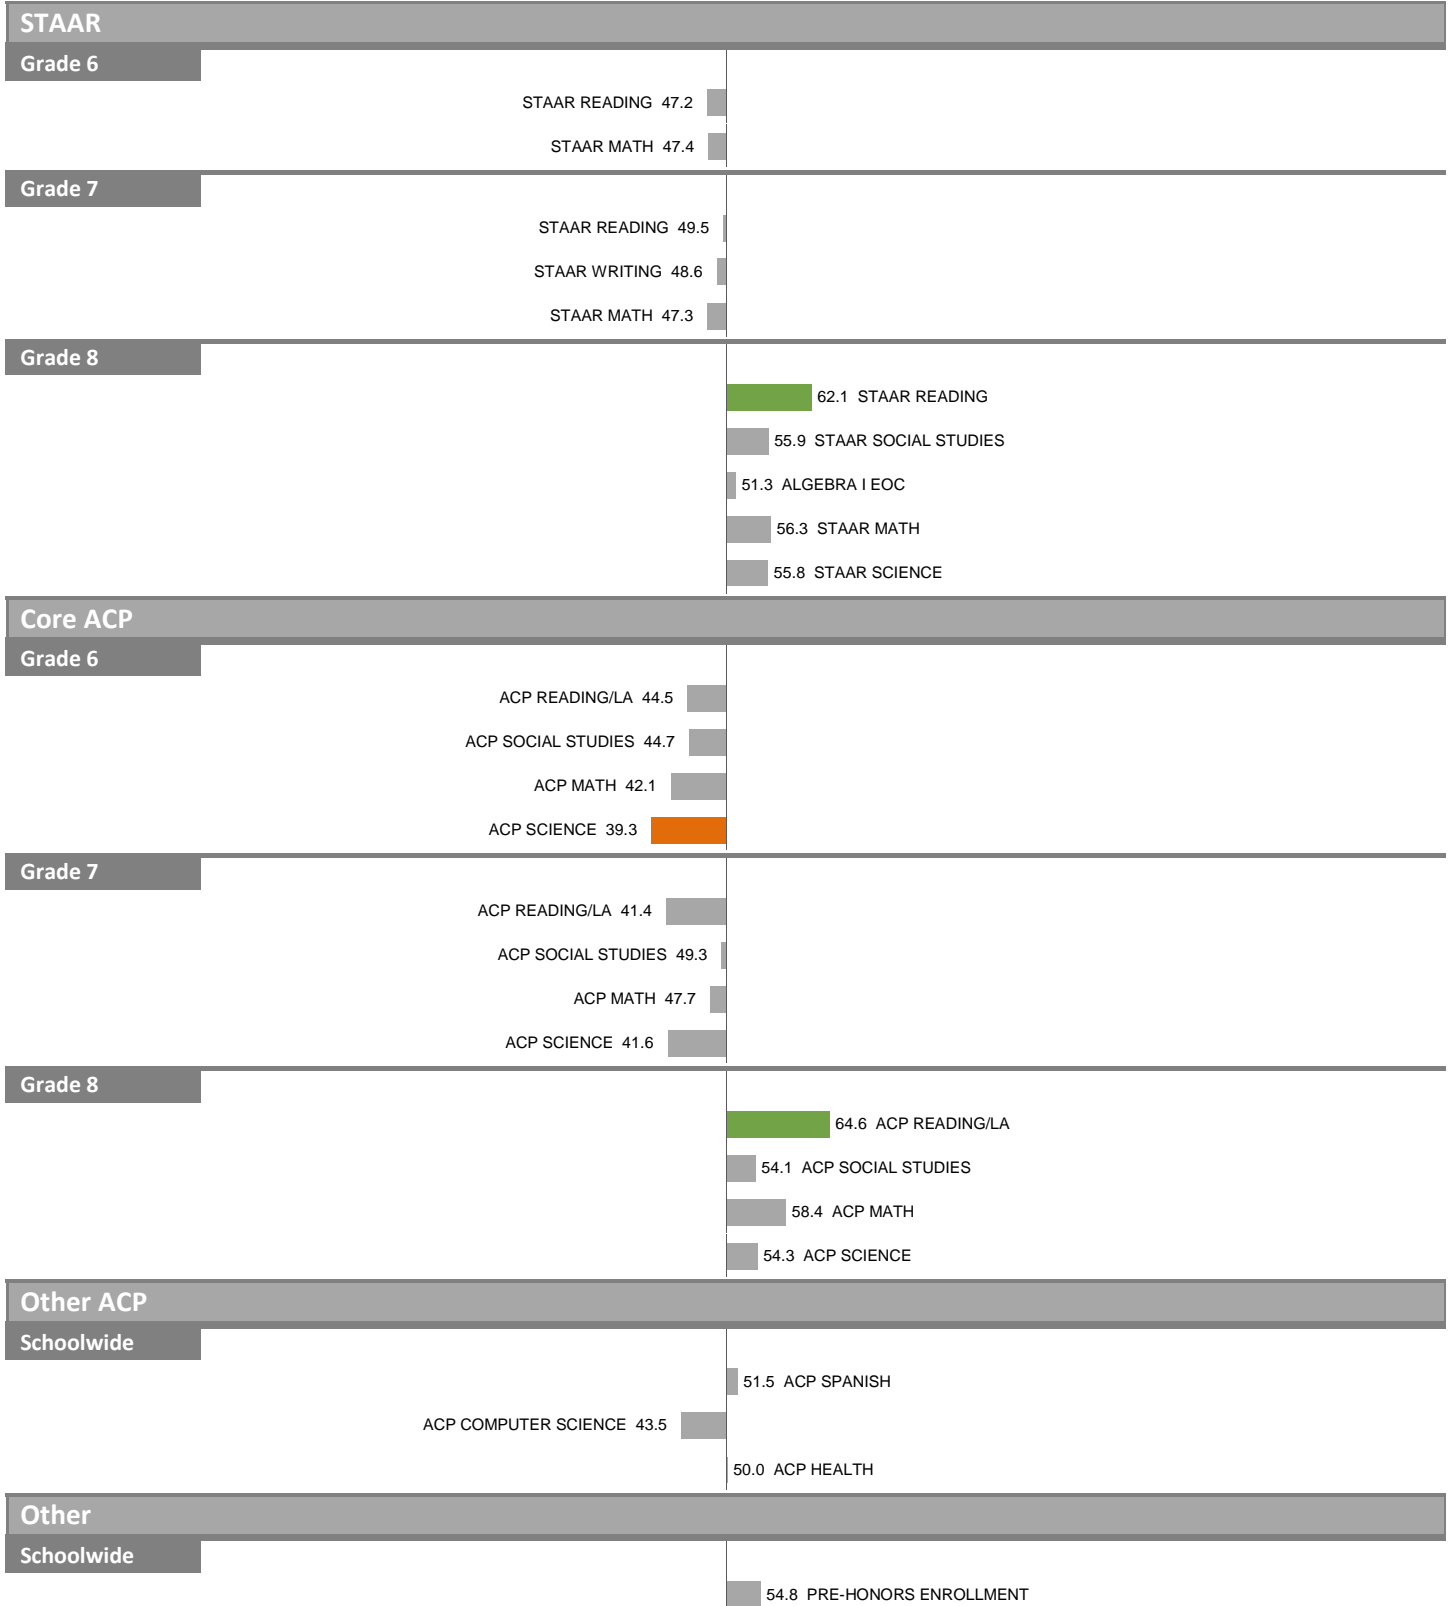 STAAR
Grade 6
STAAR READING 47.2
STAAR MATH 47.4
Grade 7
STAAR READING 49.5
STAAR WRITING 48.6
STAAR MATH 47.3
Grade 8
62.1 STAAR READING
55.9 STAAR SOCIAL STUDIES
51.3 ALGEBRA I EOC
56.3 STAAR MATH
55.8 STAAR SCIENCE
Core ACP
Grade 6
ACP READING/LA 44.5
ACP SOCIAL STUDIES 44.7
ACP MATH 42.1
ACP SCIENCE 39.3
Grade 7
ACP READING/LA 41.4
ACP SOCIAL STUDIES 49.3
ACP MATH 47.7
ACP SCIENCE 41.6
Grade 8
64.6 ACP READING/LA
54.1 ACP SOCIAL STUDIES
58.4 ACP MATH
54.3 ACP SCIENCE
Other ACP
Schoolwide
51.5 ACP SPANISH
ACP COMPUTER SCIENCE 43.5
50.0 ACP HEALTH
Other
Schoolwide
54.8 PRE-HONORS ENROLLMENT